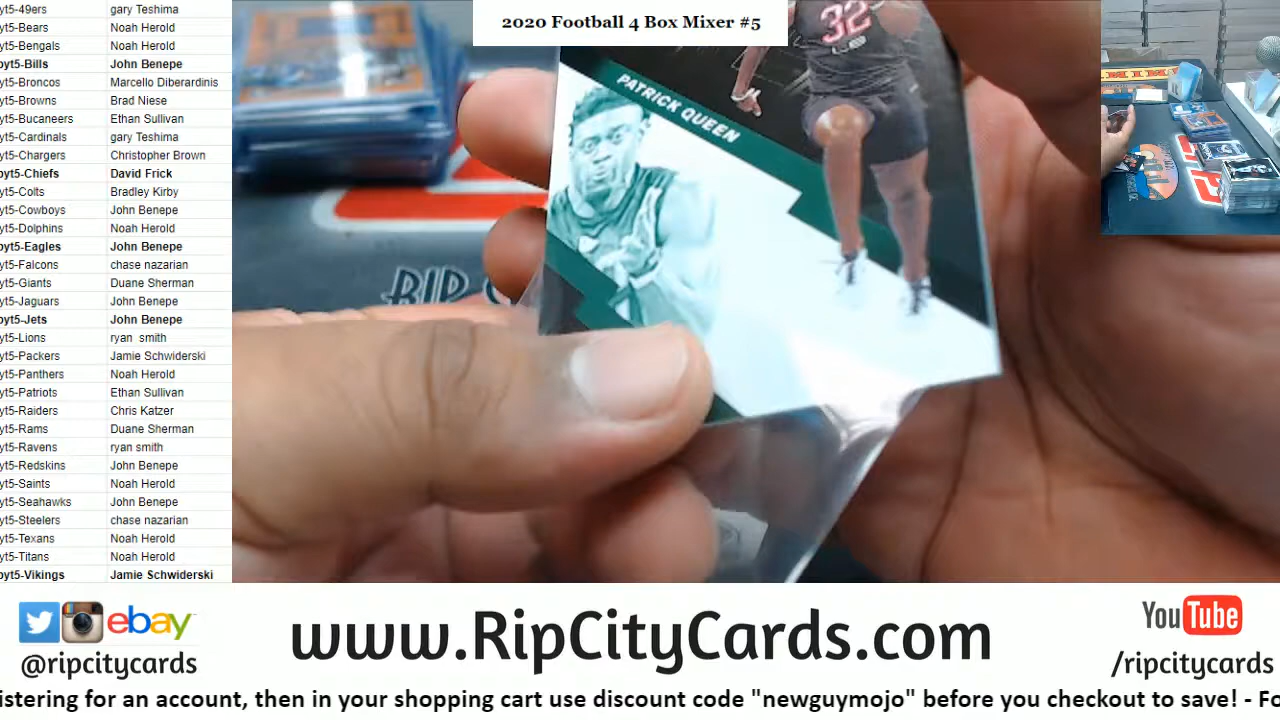 2020 Football 4 Box Mixer #5
yt5-49ers gary Teshima
yt5-Bears Noah Herold
yt5-Bengals Noah Herold
yt5-Bills John Benepe
yt5-Broncos Marcello Diberardinis
yt5-Browns Brad Niese
yt5-Bucaneers Ethan Sullivan
yt5-Cardinals gary Teshima
yt5-Chargers Christopher Brown
yt5-Chiefs David Frick
yt5-Colts Bradley Kirby
yt5-Cowboys John Benepe
yt5-Dolphins Noah Herold
yt5-Eagles John Benepe
yt5-Falcons chase nazarian
yt5-Giants Duane Sherman
yt5-Jaguars John Benepe
yt5-Jets John Benepe
yt5-Lions ryan smith
yt5-Packers Jamie Schwiderski
yt5-Panthers Noah Herold
yt5-Patriots Ethan Sullivan
yt5-Raiders Chris Katzer
yt5-Rams Duane Sherman
yt5-Ravens ryan smith
yt5-Redskins John Benepe
yt5-Saints Noah Herold
yt5-Seahawks John Benepe
yt5-Steelers chase nazarian
yt5-Texans Noah Herold
yt5-Titans Noah Herold
yt5-Vikings Jamie Schwiderski
32
LB
PATRICK QUEEN
RIP
ebay
@ripcitycards
www.RipCityCards.com
YouTube
/ripcitycards
istering for an account, then in your shopping cart use discount code "newguymojo" before you checkout to save! - Fo